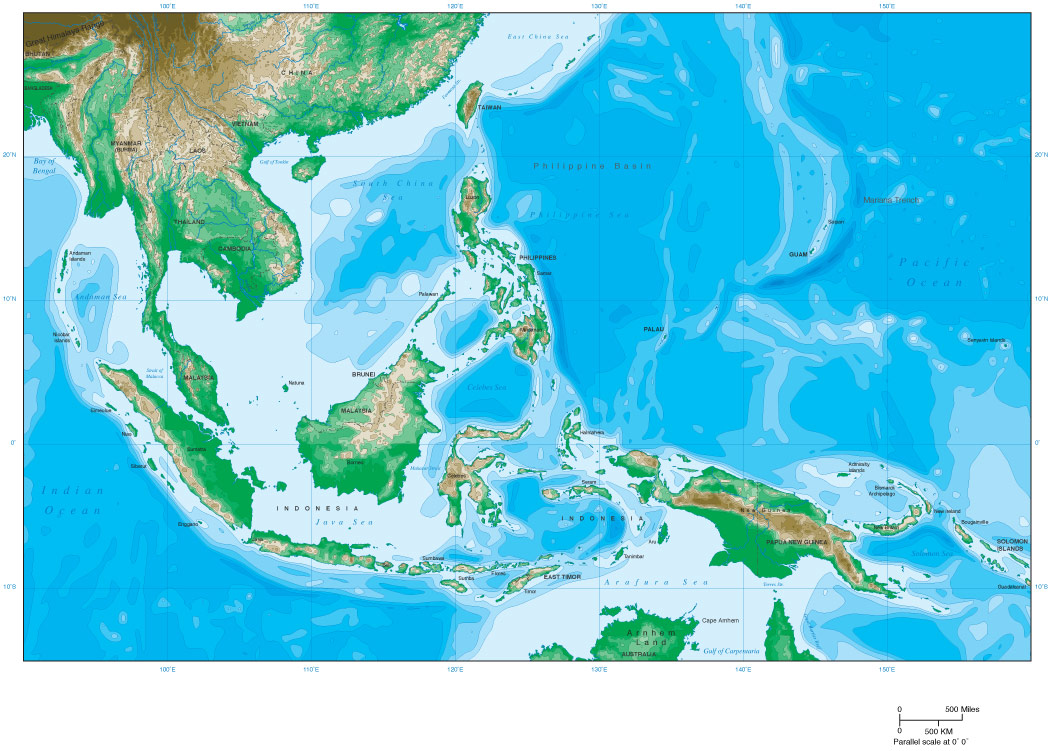 100˚E
110˚E
120˚E
130˚E
140˚E
150˚E
Great Himalaya Range
East China Sea
BHUTAN
CHINA
BANGLADESH
TAIWAN
VIETNAM
MYANMAR
(BURMA)
LAOS
20˚N
20˚N
Bay of
Bengal
Gulf of Tonkin
Philippine Basin
South China
Sea
Luzon
Mariana Trench
Philippine Sea
THAILAND
Saipan
CAMBODIA
Andaman
Islands
GUAM
PHILIPPINES
Pacific
Ocean
Samar
Andaman Sea
Palawan
10˚N
10˚N
Nicobar
Islands
Mindanao
PALAU
Senyavin Islands
Strait of
Malacca
BRUNEI
MALAYSIA
Natuna
Celebes Sea
Simeulue
MALAYSIA
Nias
Halmahera
0˚
0˚
Sumatra
Borneo
Siberut
Makassar Strait
Celebes
Admiralty
Islands
Seram
Bismarck
Archipelago
Indian
Ocean
INDONESIA
New Guinea
New Ireland
Java Sea
INDONESIA
Enggano
Bougainville
New Britain
Java
Aru
PAPUA NEW GUINEA
SOLOMON
ISLANDS
Solomon Sea
Sumbawa
Tanimbar
Flores
Sumba
EAST TIMOR
Arafura Sea
Torres Str.
10˚S
10˚S
Timor
Guadalcanal
Cape Arnhem
Arnhem
Land
Gulf of Carpentaria
AUSTRALIA
100˚E
110˚E
120˚E
130˚E
140˚E
150˚E
0
500 Miles
0
500 KM
Parallel scale at 0˚ 0˚